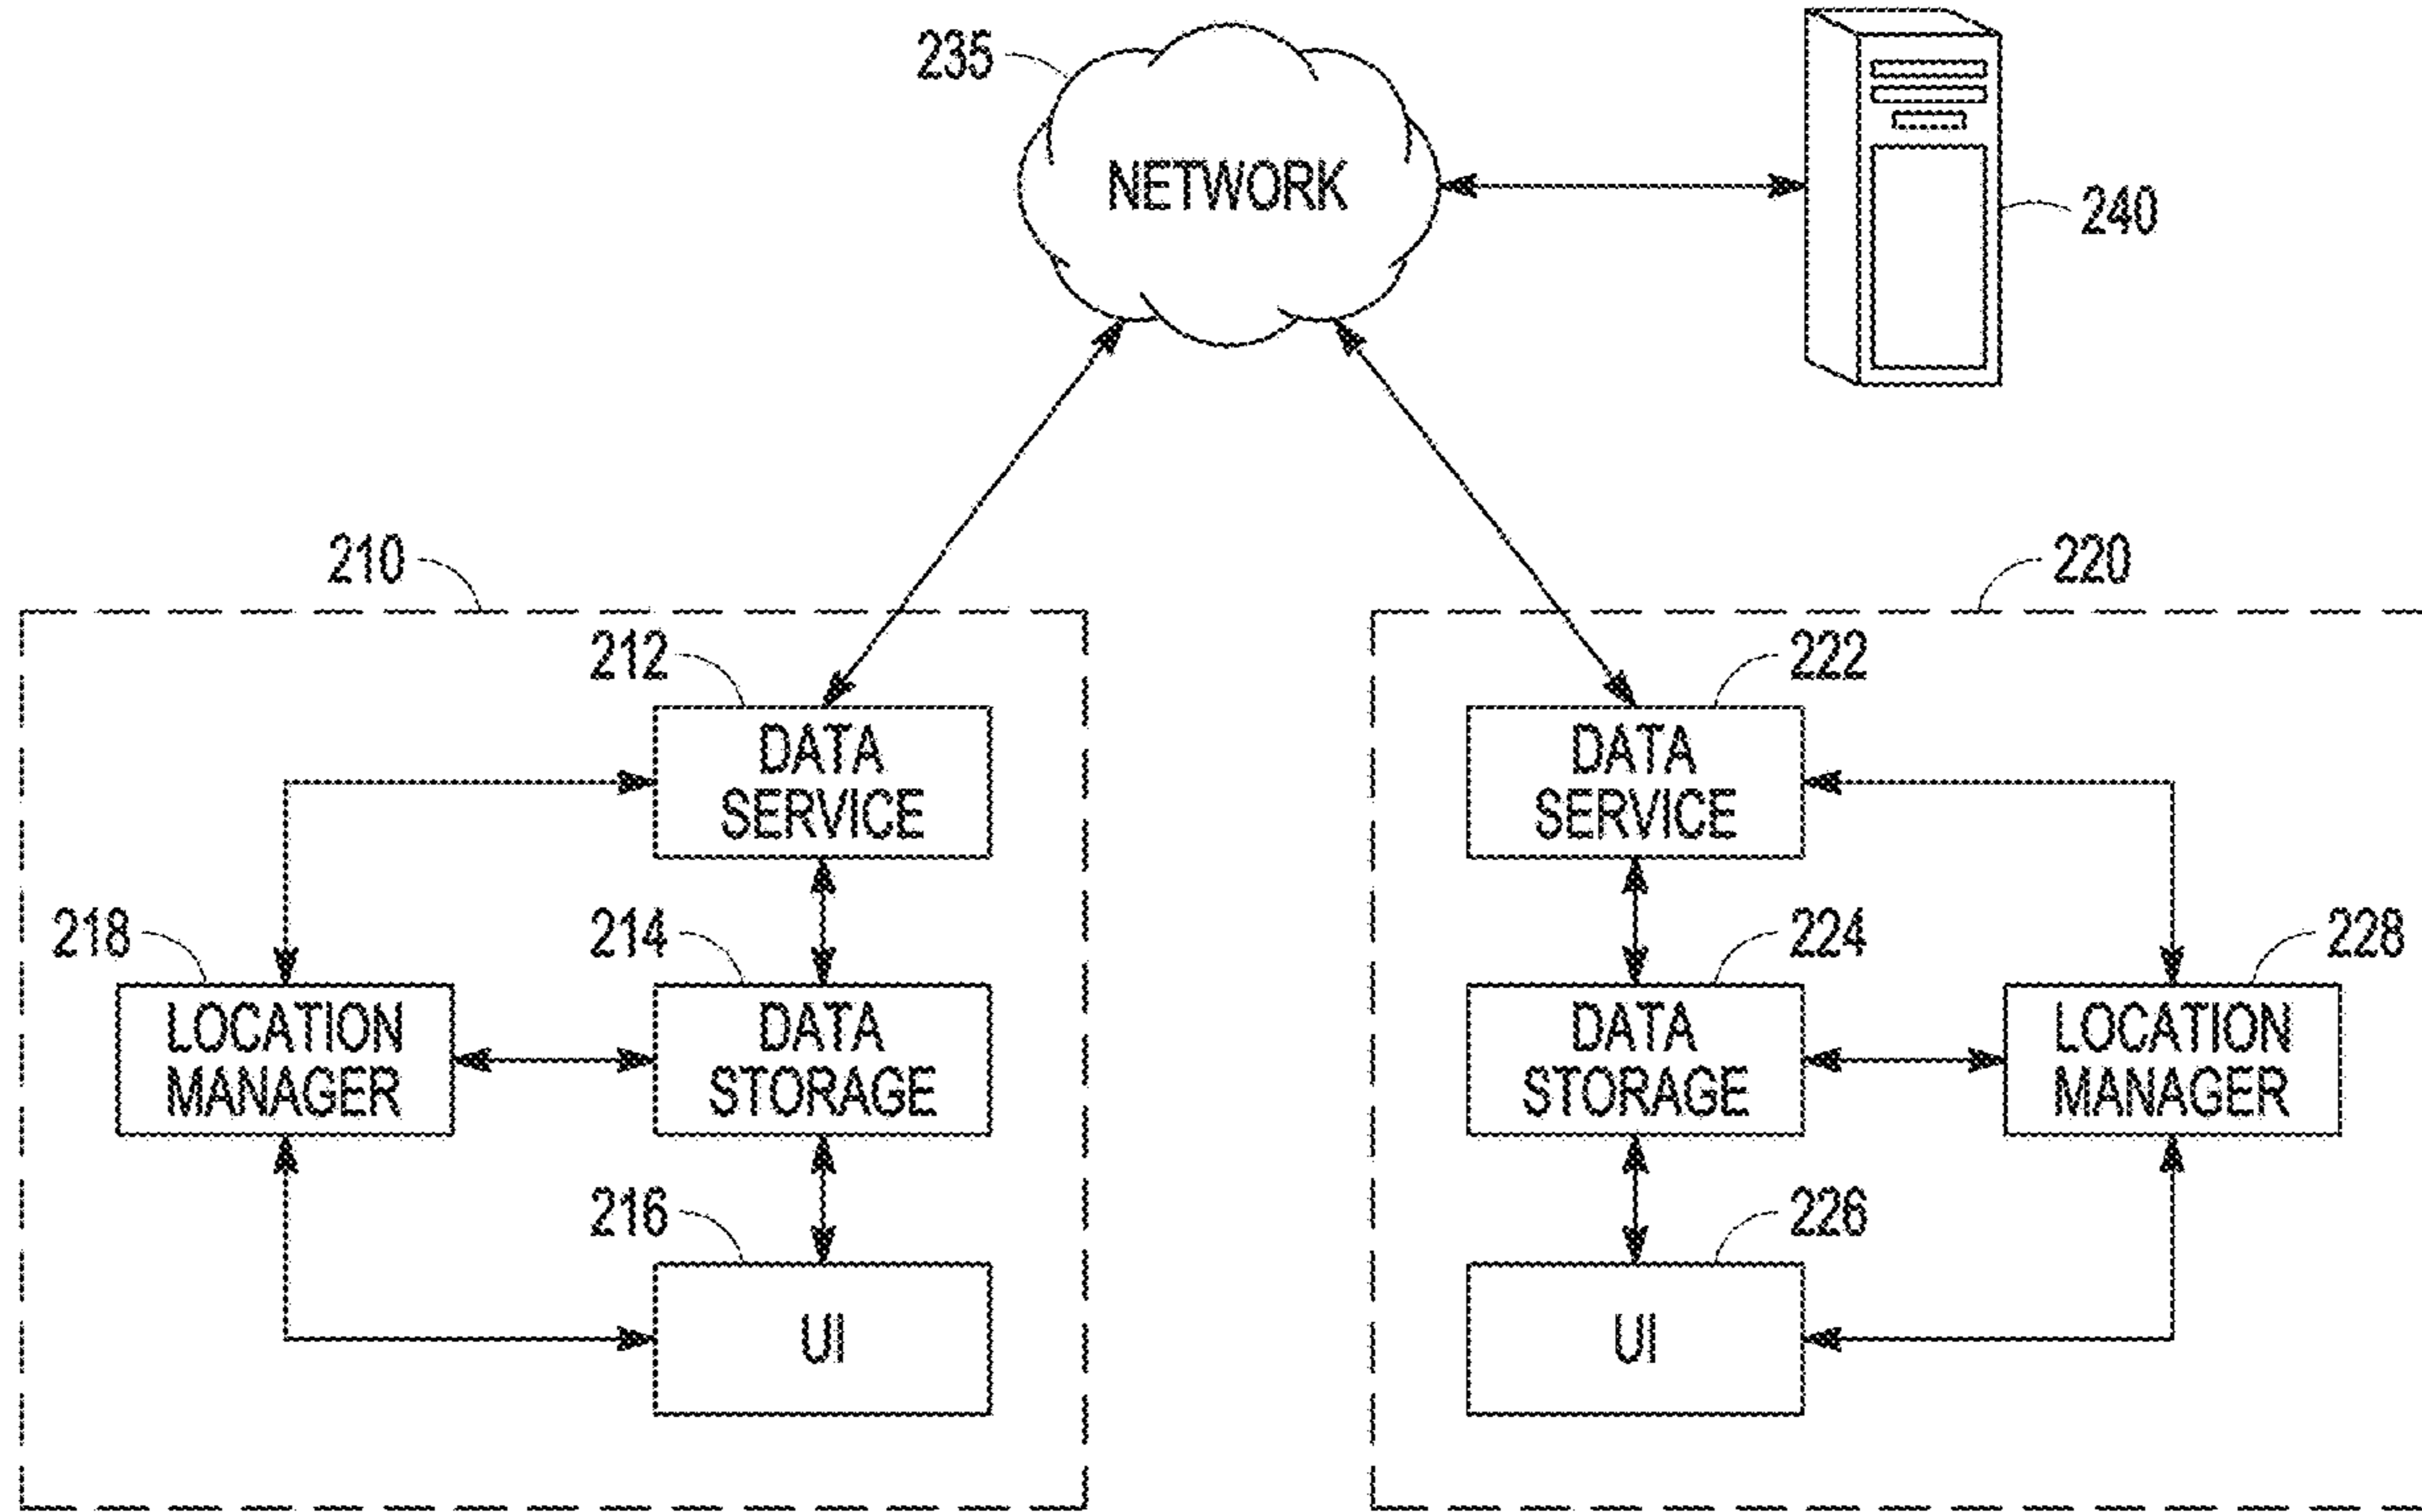 235
NETWORK
240
210
220
212
DATA
SERVICE
222
DATA
SERVICE
218
LOCATION
MANAGER
214
DATA
STORAGE
224
DATA
STORAGE
228
LOCATION
MANAGER
216
UI
226
UI